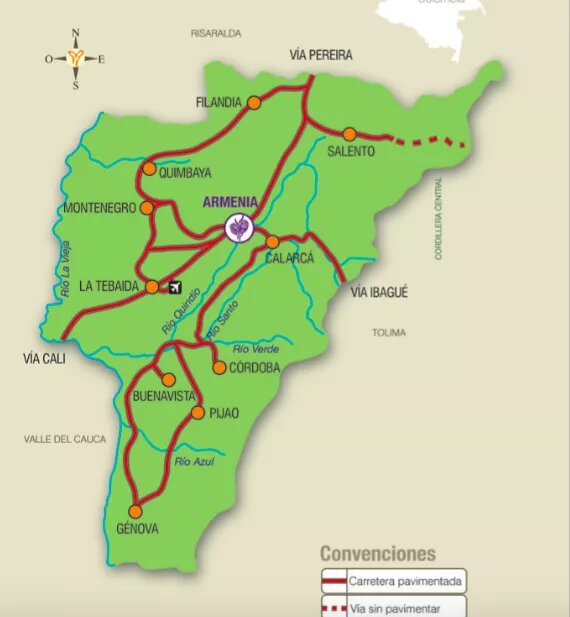 Colombia
N
O
E
S
RISARALDA
VÍA PEREIRA
FILANDIA
SALENTO
QUIMBAYA
ARMENIA
MONTENEGRO
CORDILLERA CENTRAL
CALARCÁ
Río La Vieja
LA TEBAIDA
VÍA IBAGUÉ
Río Quindío
Río Santo
TOLIMA
Río Verde
VÍA CALI
CÓRDOBA
BUENAVISTA
PIJAO
VALLE DEL CAUCA
Río Azul
GÉNOVA
Convenciones
Carretera pavimentada
Vía sin pavimentar